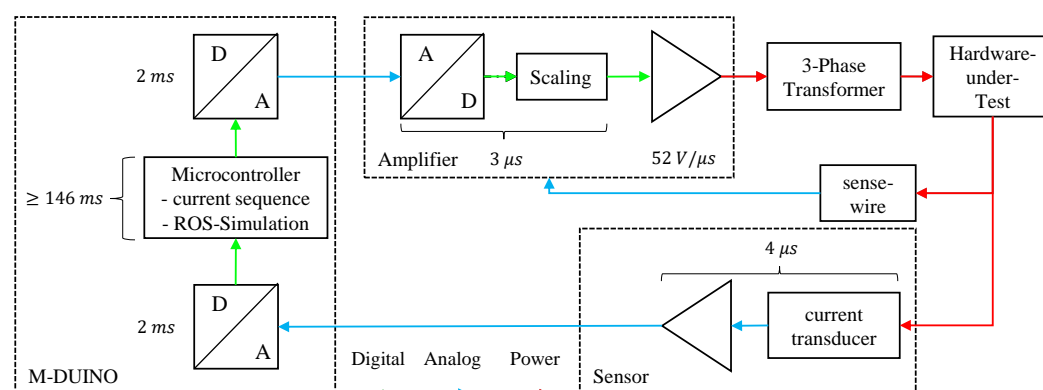 D
A
2 ms
A
D
Scaling
3-Phase
Transformer
Hardware-
under-
Test
Amplifier
3 μs
52 V/μs
≥ 146 ms
Microcontroller
- current sequence
- ROS-Simulation
sense-
wire
4 μs
D
A
2 ms
current
transducer
Digital Analog Power
M-DUINO
Sensor